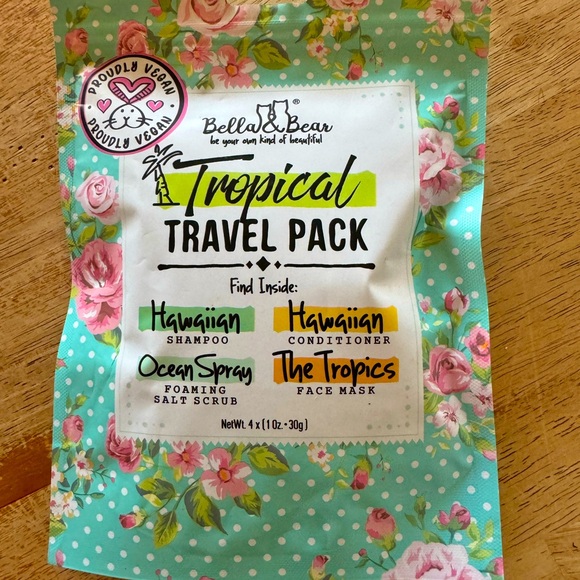 PROUDLY VEGAN
PROUDLY VEGAN
Bella & Bear ®
be your own kind of beautiful
Tropical
TRAVEL PACK
Find Inside:
Hawaiian
SHAMPOO
Hawaiian
CONDITIONER
Ocean Spray
FOAMING
SALT SCRUB
The Tropics
FACE MASK
NetWt. 4 x (1 Oz. • 30g)